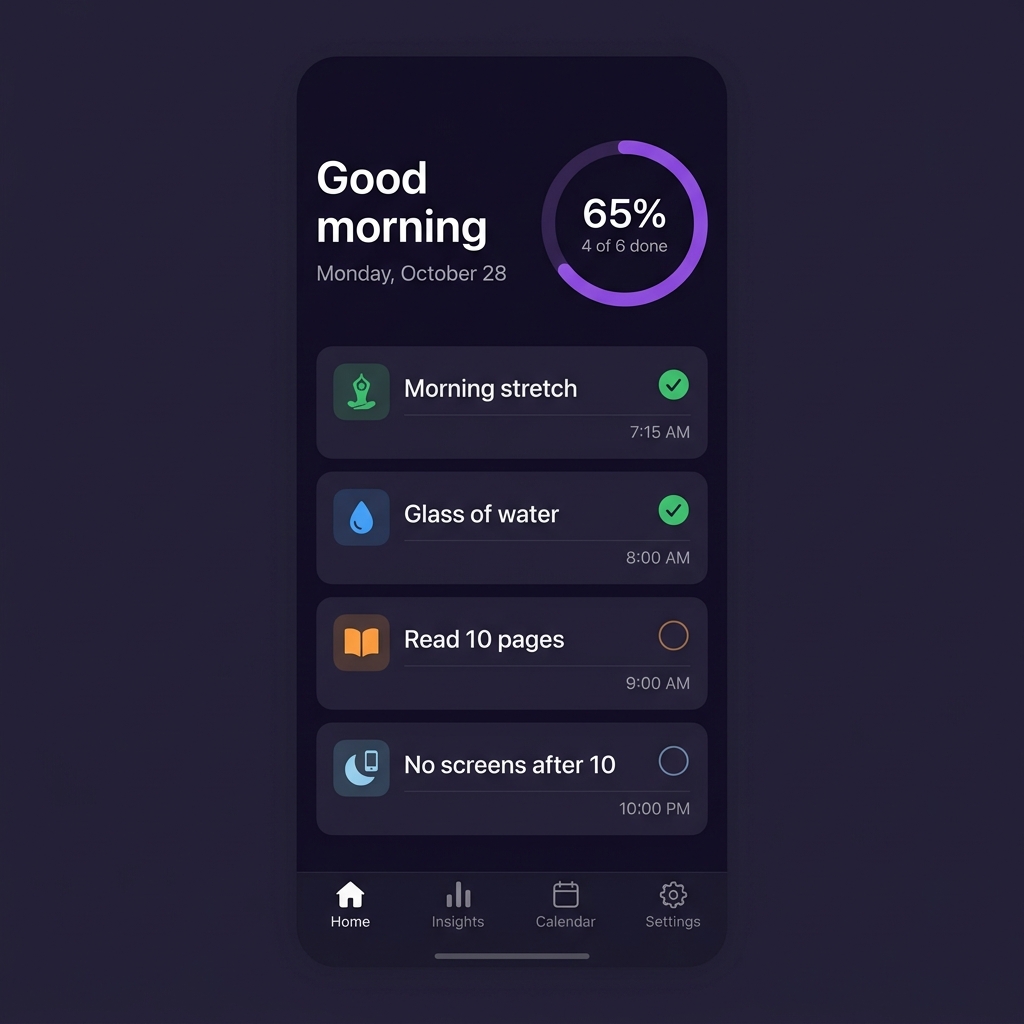 Good
morning
Monday, October 28
65%
4 of 6 done
Morning stretch
7:15 AM
Glass of water
8:00 AM
Read 10 pages
9:00 AM
No screens after 10
10:00 PM
Home
Insights
Calendar
Settings